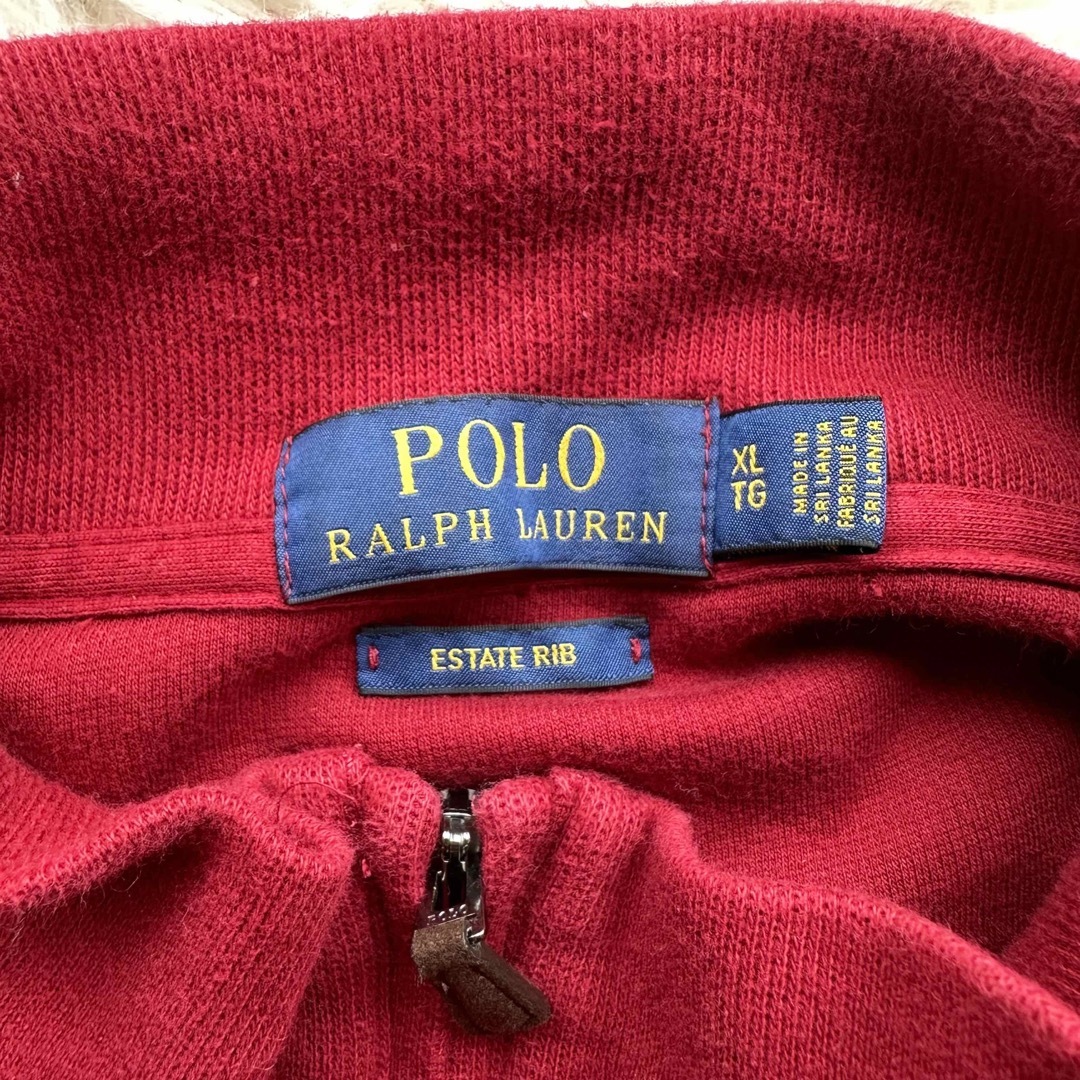 POLO
RALPH LAUREN
XL
TG
MADE IN
SRI LANKA
FABRIQUÉ AU
SRI LANKA
ESTATE RIB